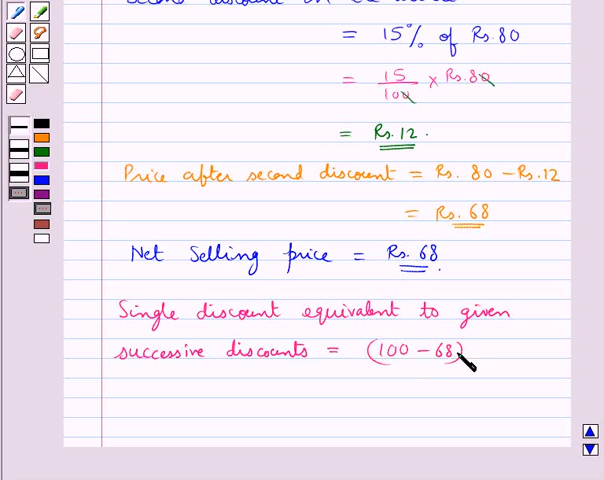 = 15% of Rs.80
= 15/100 × Rs.80
= Rs.12.
Price after second discount = Rs. 80 - Rs.12
= Rs. 68
Net Selling price = Rs. 68
Single discount equivalent to given
successive discounts = (100 - 68)